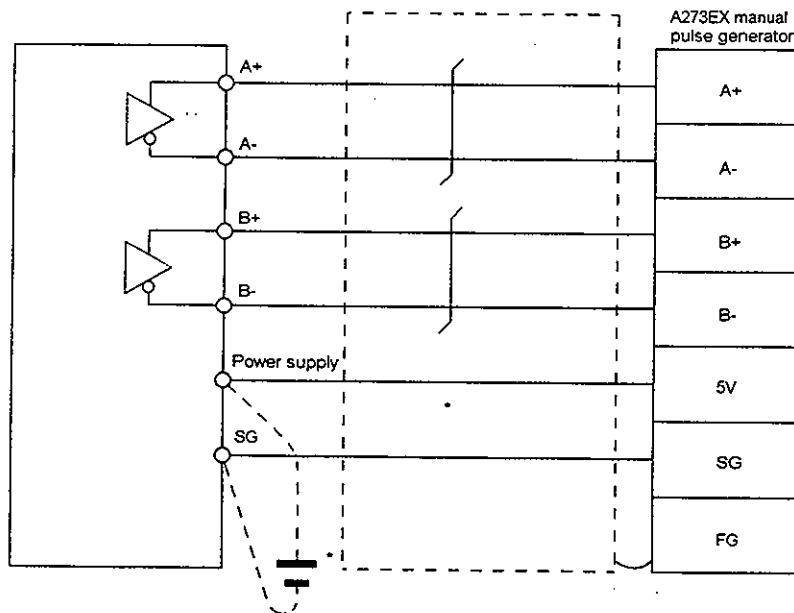 A273EX manual
pulse generator
A+
A+
A-
A-
B+
B+
B-
B-
Power supply
5V
*
SG
SG
FG
*